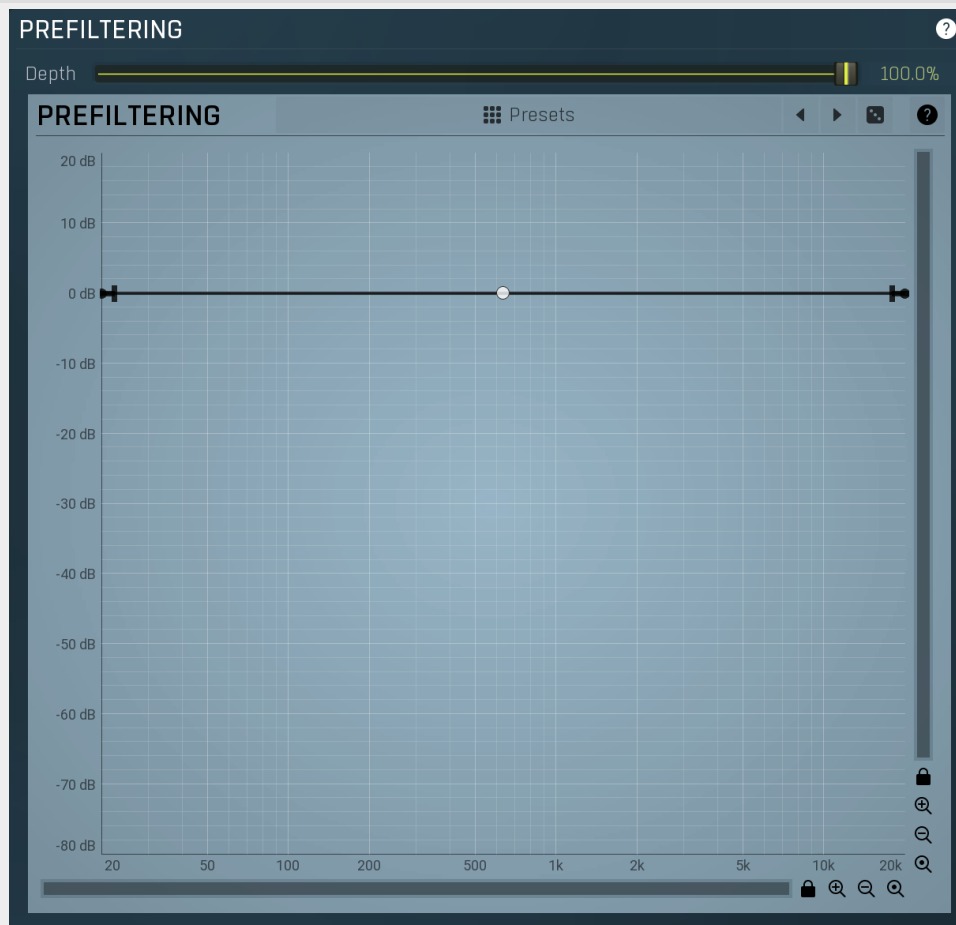 PREFILTERING
?
Depth 100.0%
PREFILTERING Presets ?
20 dB
10 dB
0 dB
-10 dB
-20 dB
-30 dB
-40 dB
-50 dB
-60 dB
-70 dB
-80 dB
20 50 100 200 500 1k 2k 5k 10k 20k